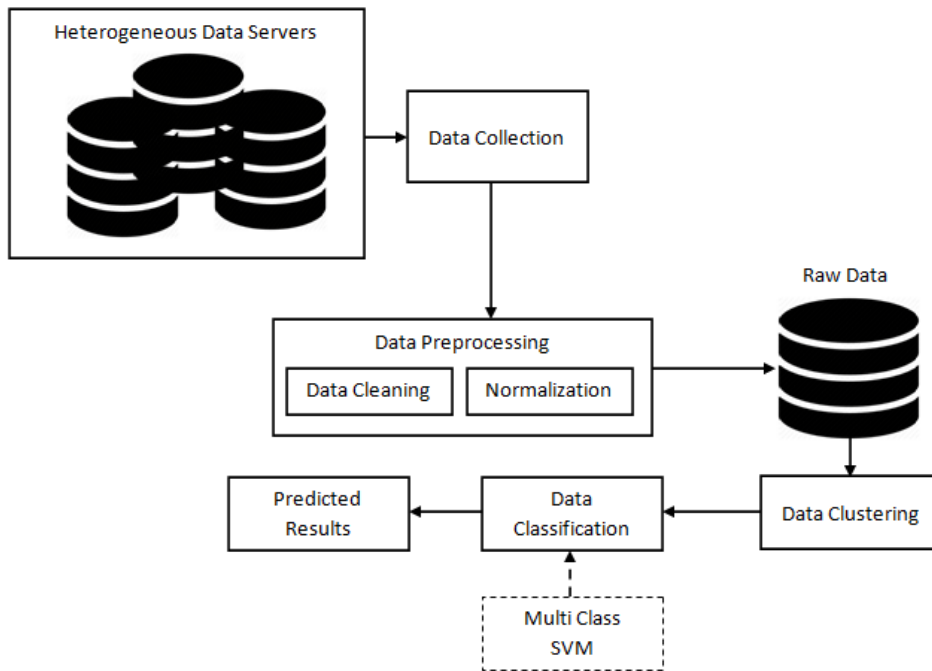 Heterogeneous Data Servers
Data Collection
Raw Data
Data Preprocessing
Data Cleaning
Normalization
Predicted
Results
Data
Classification
Data Clustering
Multi Class
SVM